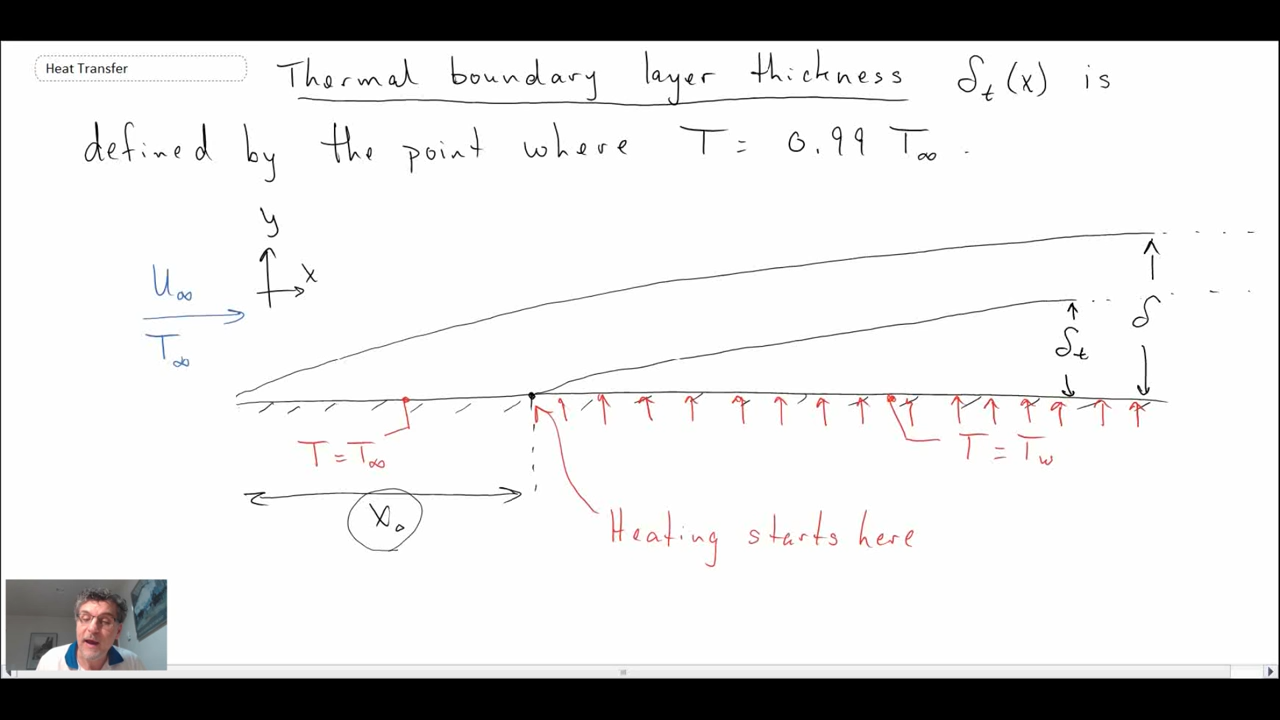 Heat Transfer
Thermal boundary layer thickness δₜ(x) is
defined by the point where T = 0.99 T∞.
y
x
U∞
T∞
δ
δₜ
T = T∞
T = T_w
x₀
Heating starts here